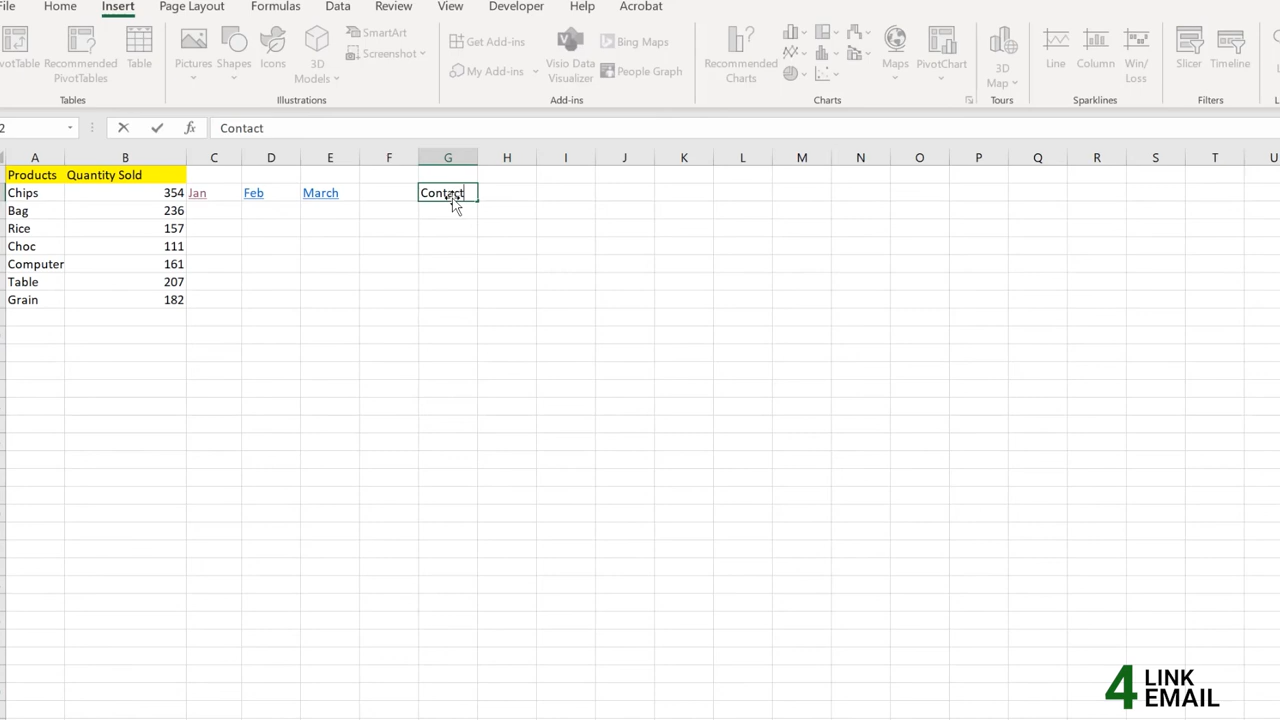 File Home Insert Page Layout Formulas Data Review View Developer Help Acrobat
PivotTable Recommended PivotTables Table Pictures Shapes Icons 3D Models SmartArt Screenshot Get Add-ins My Add-ins Visio Data Visualizer Bing Maps People Graph Recommended Charts Maps PivotChart 3D Map Line Column Win/Loss Slicer Timeline
Tables Illustrations Add-ins Charts Tours Sparklines Filters
2 fx Contact
A B C D E F G H I J K L M N O P Q R S T U
Products Quantity Sold
Chips 354 Jan Feb March Contact
Bag 236
Rice 157
Choc 111
Computer 161
Table 207
Grain 182
4 LINK
EMAIL